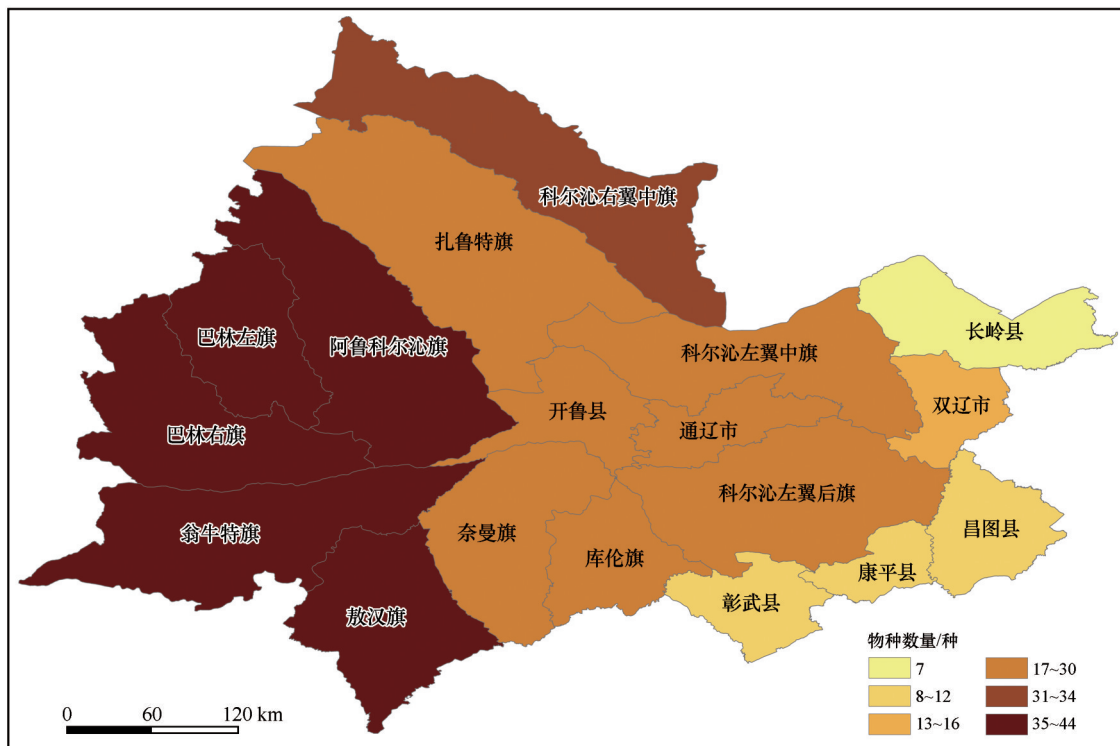 科尔沁右翼中旗
扎鲁特旗
长岭县
巴林左旗
阿鲁科尔沁旗
科尔沁左翼中旗
双辽市
开鲁县
通辽市
巴林右旗
科尔沁左翼后旗
昌图县
翁牛特旗
奈曼旗
库伦旗
康平县
彰武县
敖汉旗
物种数量/种
7
17~30
8~12
31~34
13~16
35~44
0 60 120 km